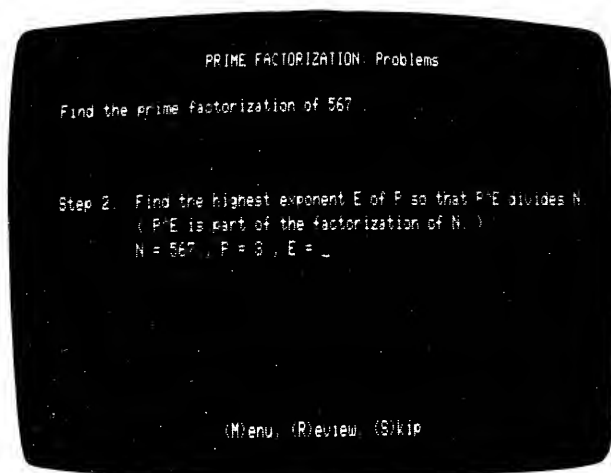 PRIME FACTORIZATION Problems
Find the prime factorization of 567 .
Step 2. Find the highest exponent E of P so that P^E divides N.
( P^E is part of the factorization of N. )
N = 567 , P = 3 , E = _
(M)enu, (R)eview, (S)kip